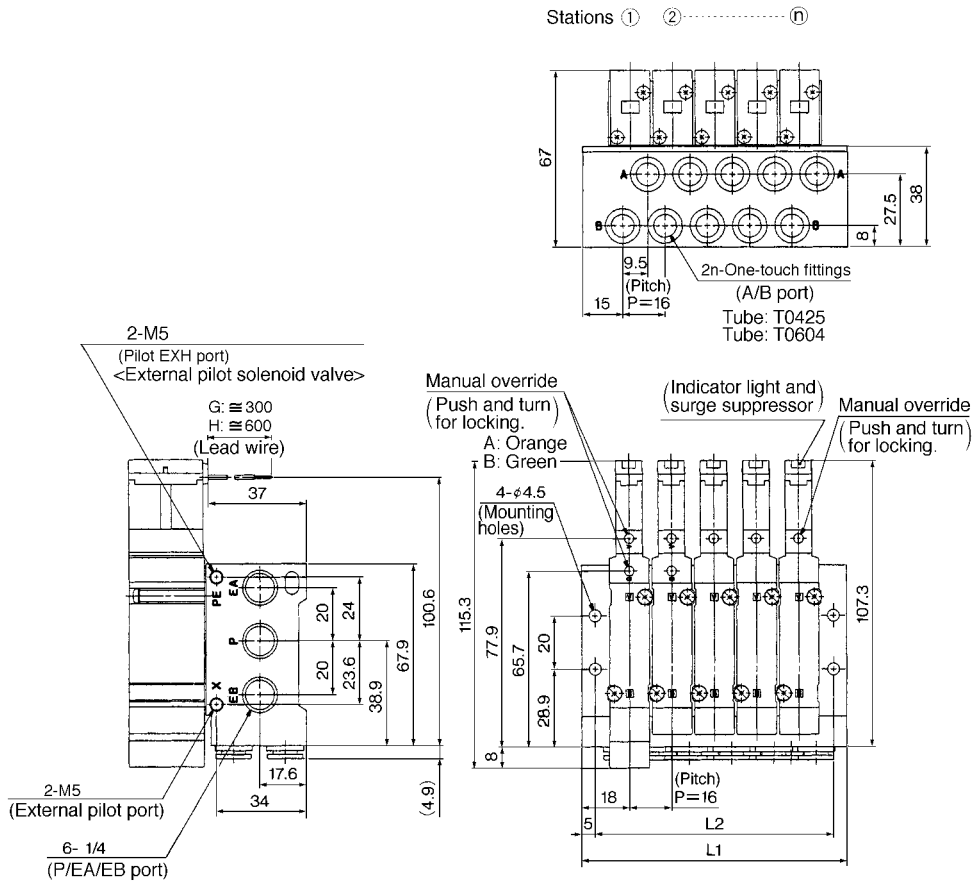 Stations ① ② ⓝ
67
A A
B B
38
27.5
8
9.5
(Pitch)
P=16
15
2n-One-touch fittings
(A/B port)
Tube: T0425
Tube: T0604
2-M5
(Pilot EXH port)
<External pilot solenoid valve>
G: ≅300
H: ≅600
(Lead wire)
37
PE EA
P
X EB
20
20
24
23.6
38.9
67.9
100.6
17.6
34
(4.9)
2-M5
(External pilot port)
6- 1/4
(P/EA/EB port)
Manual override
(Push and turn
for locking.)
A: Orange
B: Green
4-φ4.5
(Mounting
holes)
(Indicator light and
surge suppressor)
Manual override
(Push and turn
for locking.)
115.3
77.9
65.7
20
28.9
8
107.3
18
(Pitch)
P=16
5
L2
L1